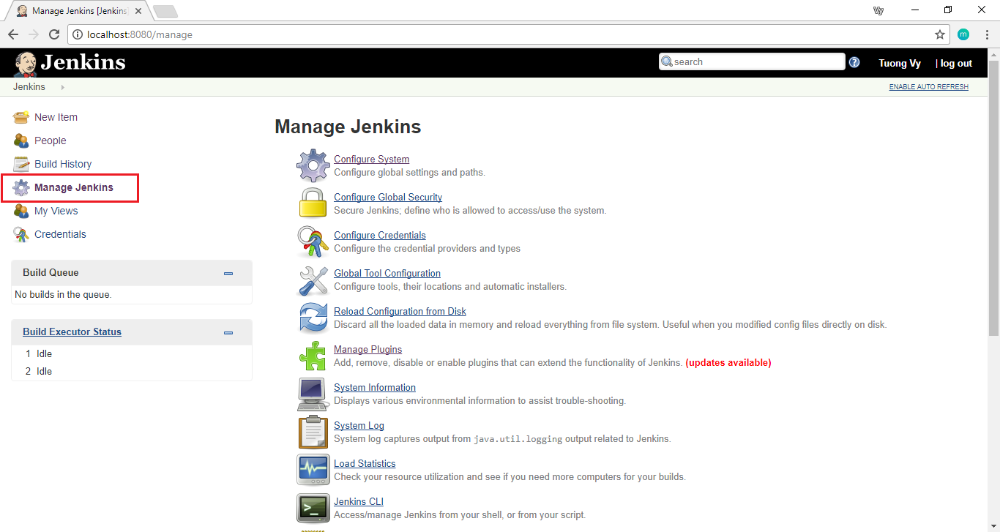 Manage Jenkins [Jenkins]
Vy
localhost:8080/manage
m
Jenkins
search
?
Tuong Vy
| log out
Jenkins
ENABLE AUTO REFRESH
New Item
People
Build History
Manage Jenkins
My Views
Credentials
Build Queue
No builds in the queue.
Build Executor Status
1 Idle
2 Idle
Manage Jenkins
Configure System
Configure global settings and paths.
Configure Global Security
Secure Jenkins; define who is allowed to access/use the system.
Configure Credentials
Configure the credential providers and types
Global Tool Configuration
Configure tools, their locations and automatic installers.
Reload Configuration from Disk
Discard all the loaded data in memory and reload everything from file system. Useful when you modified config files directly on disk.
Manage Plugins
Add, remove, disable or enable plugins that can extend the functionality of Jenkins. (updates available)
System Information
Displays various environmental information to assist trouble-shooting.
System Log
System log captures output from java.util.logging output related to Jenkins.
Load Statistics
Check your resource utilization and see if you need more computers for your builds.
Jenkins CLI
Access/manage Jenkins from your shell, or from your script.